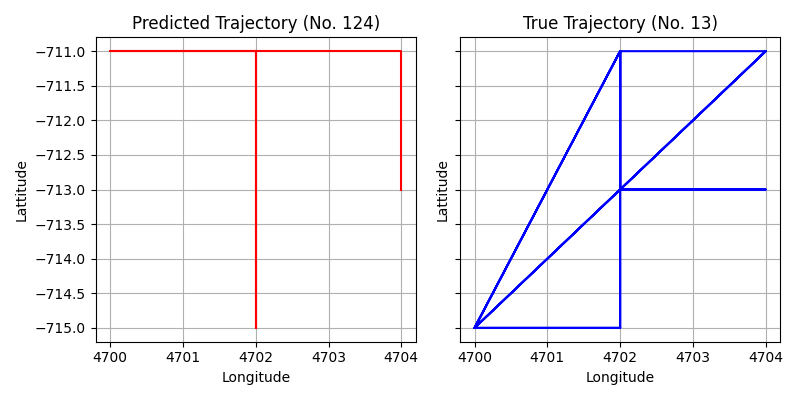 Predicted Trajectory (No. 124)
−711.0
−711.5
−712.0
−712.5
−713.0
−713.5
−714.0
−714.5
−715.0
Lattitude
4700 4701 4702 4703 4704
Longitude
True Trajectory (No. 13)
Lattitude
4700 4701 4702 4703 4704
Longitude